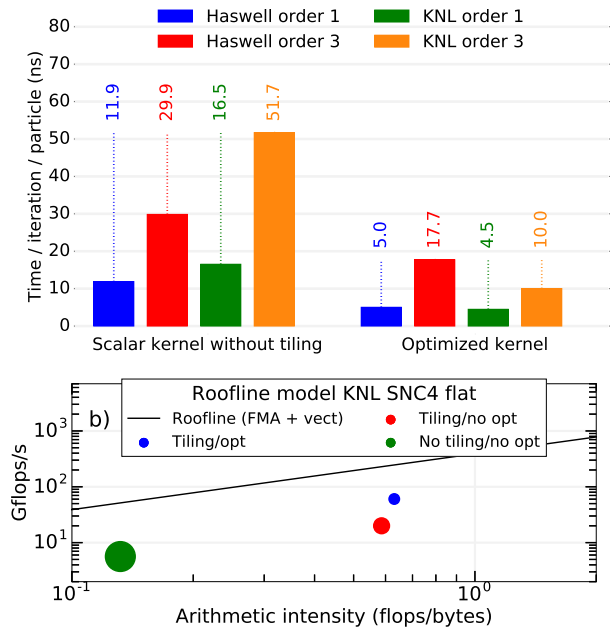 Haswell order 1
KNL order 1
Haswell order 3
KNL order 3
Time / iteration / particle (ns)
80
70
60
50
40
30
20
10
0
11.9
29.9
16.5
51.7
5.0
17.7
4.5
10.0
Scalar kernel without tiling
Optimized kernel
b)
Roofline model KNL SNC4 flat
Roofline (FMA + vect)
Tiling/no opt
Tiling/opt
No tiling/no opt
Gflops/s
10³
10²
10¹
10⁻¹
10⁰
Arithmetic intensity (flops/bytes)